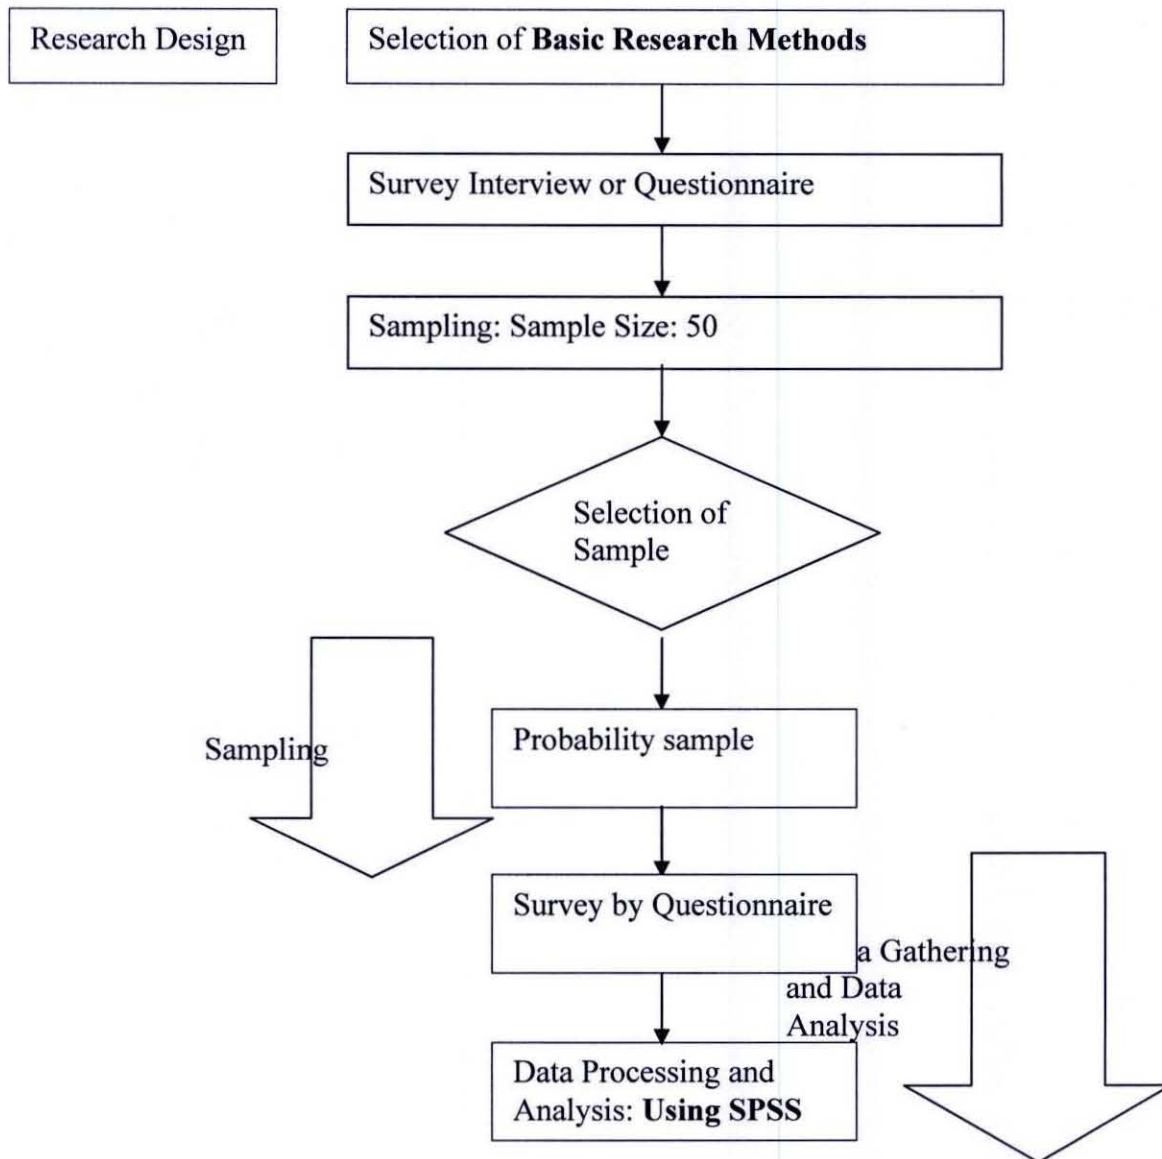 Research Design
Selection of Basic Research Methods
Survey Interview or Questionnaire
Sampling: Sample Size: 50
Selection of
Sample
Sampling
Probability sample
Survey by Questionnaire
a Gathering
and Data
Analysis
Data Processing and
Analysis: Using SPSS